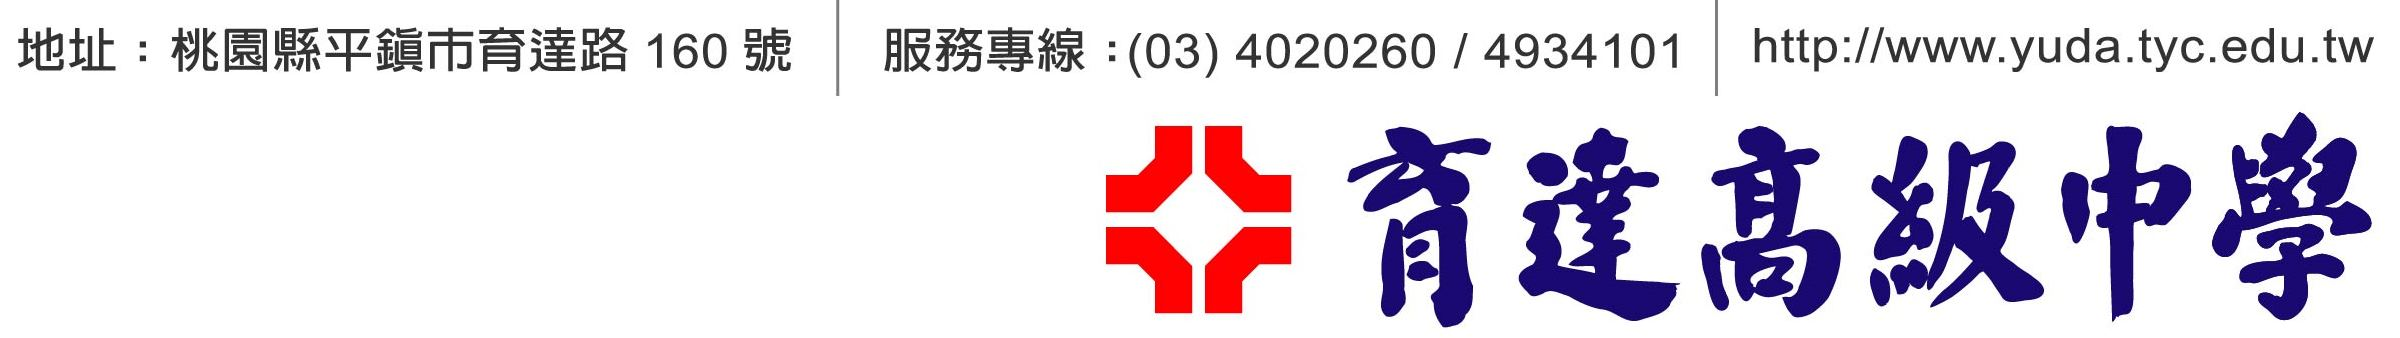 地址：桃園縣平鎮市育達路 160 號
服務專線：(03) 4020260 / 4934101
http://www.yuda.tyc.edu.tw
育達高級中學